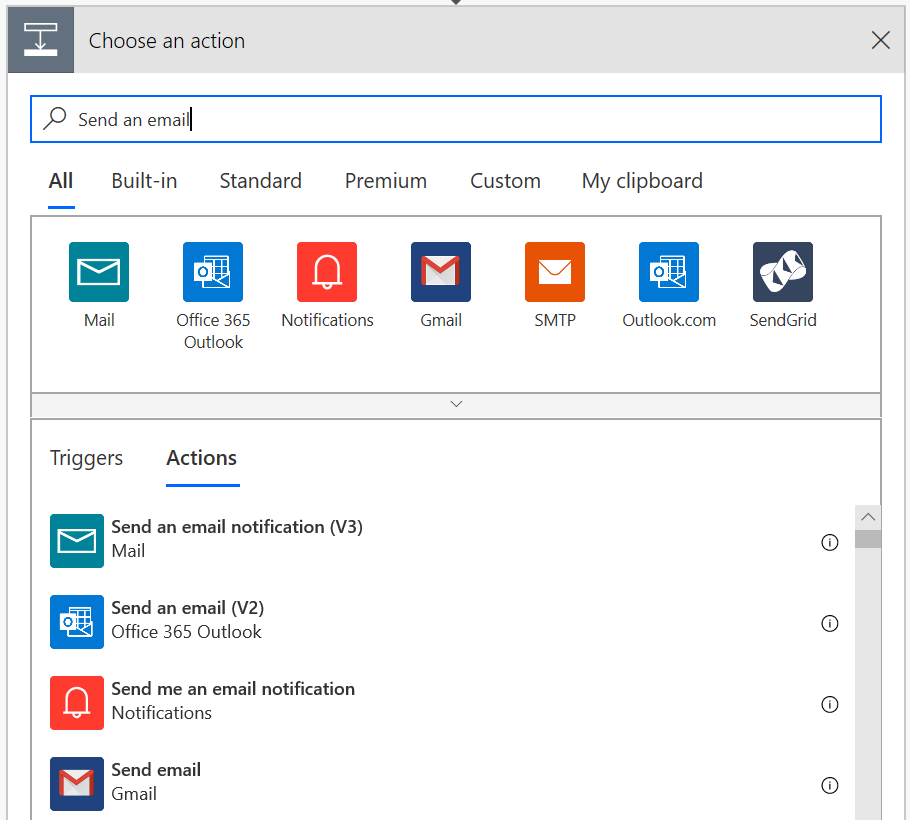 Choose an action
Send an email
All Built-in Standard Premium Custom My clipboard
Mail Office 365 Outlook Notifications Gmail SMTP Outlook.com SendGrid
Triggers Actions
Send an email notification (V3)
Mail
Send an email (V2)
Office 365 Outlook
Send me an email notification
Notifications
Send email
Gmail